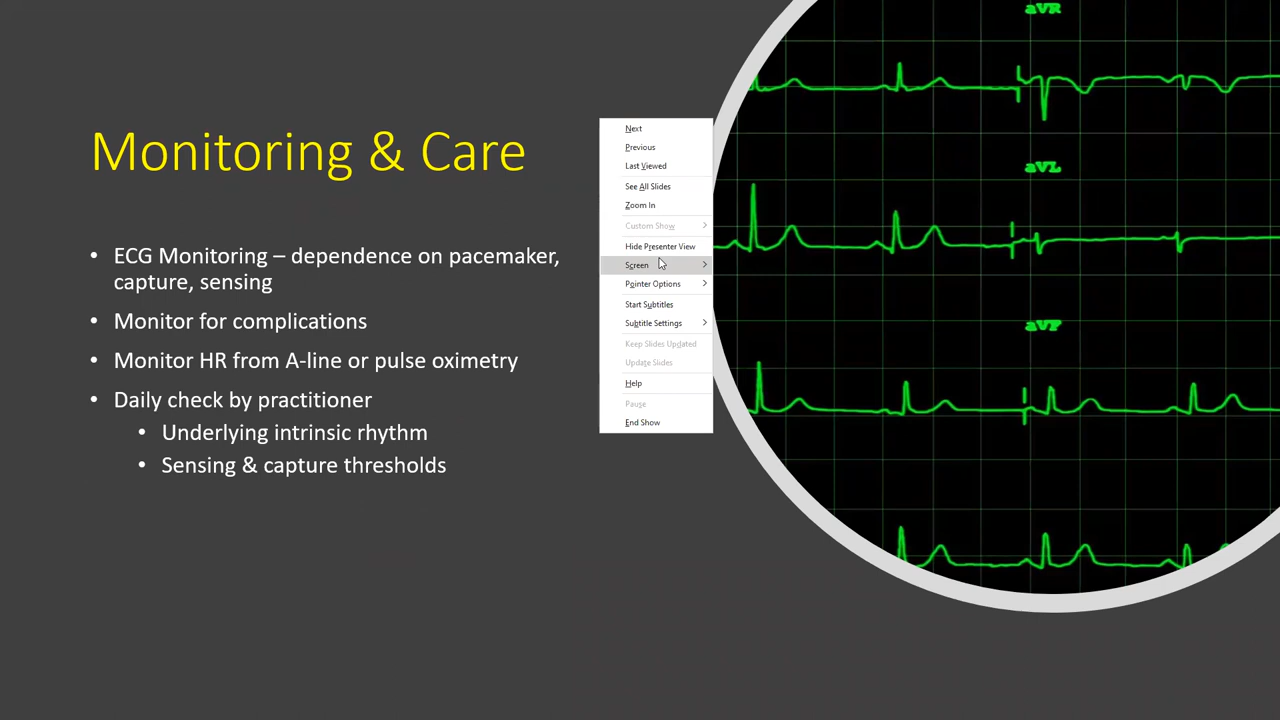 Monitoring & Care
• ECG Monitoring – dependence on pacemaker,
capture, sensing
• Monitor for complications
• Monitor HR from A-line or pulse oximetry
• Daily check by practitioner
• Underlying intrinsic rhythm
• Sensing & capture thresholds
Next
Previous
Last Viewed
See All Slides
Zoom In
Custom Show
Hide Presenter View
Screen
Pointer Options
Start Subtitles
Subtitle Settings
Keep Slides Updated
Update Slides
Help
Pause
End Show
aVR
aVL
aVF